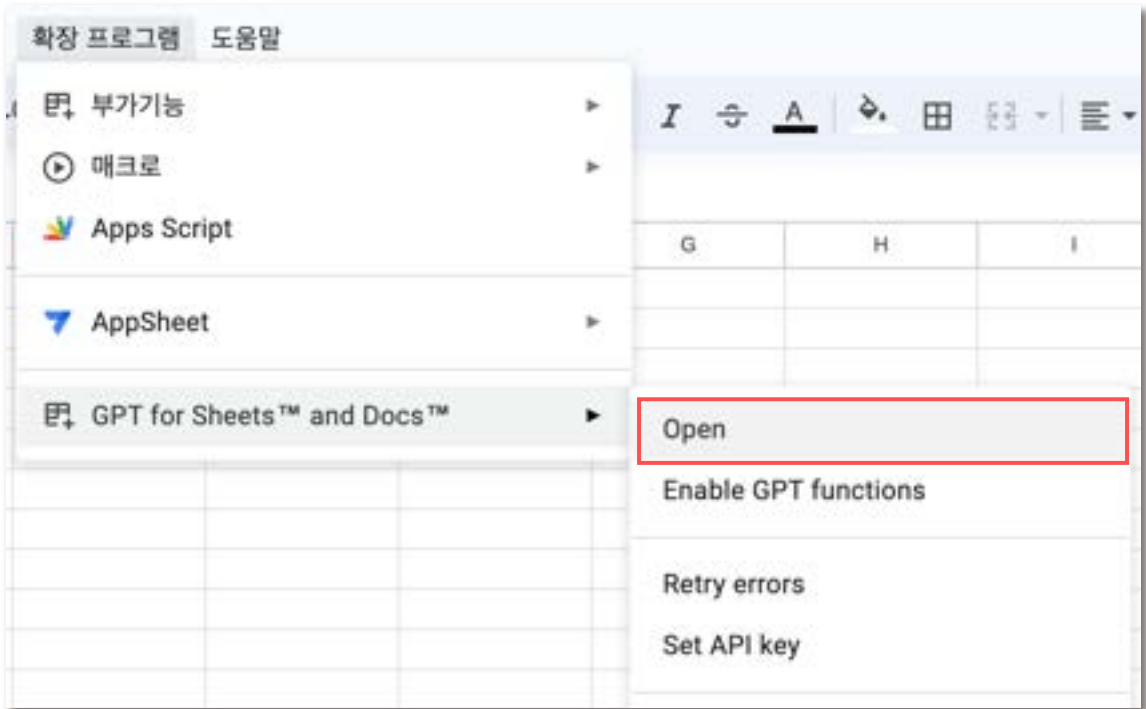 확장 프로그램 도움말
부가기능
매크로
Apps Script
G H I
AppSheet
GPT for Sheets™ and Docs™
Open
Enable GPT functions
Retry errors
Set API key